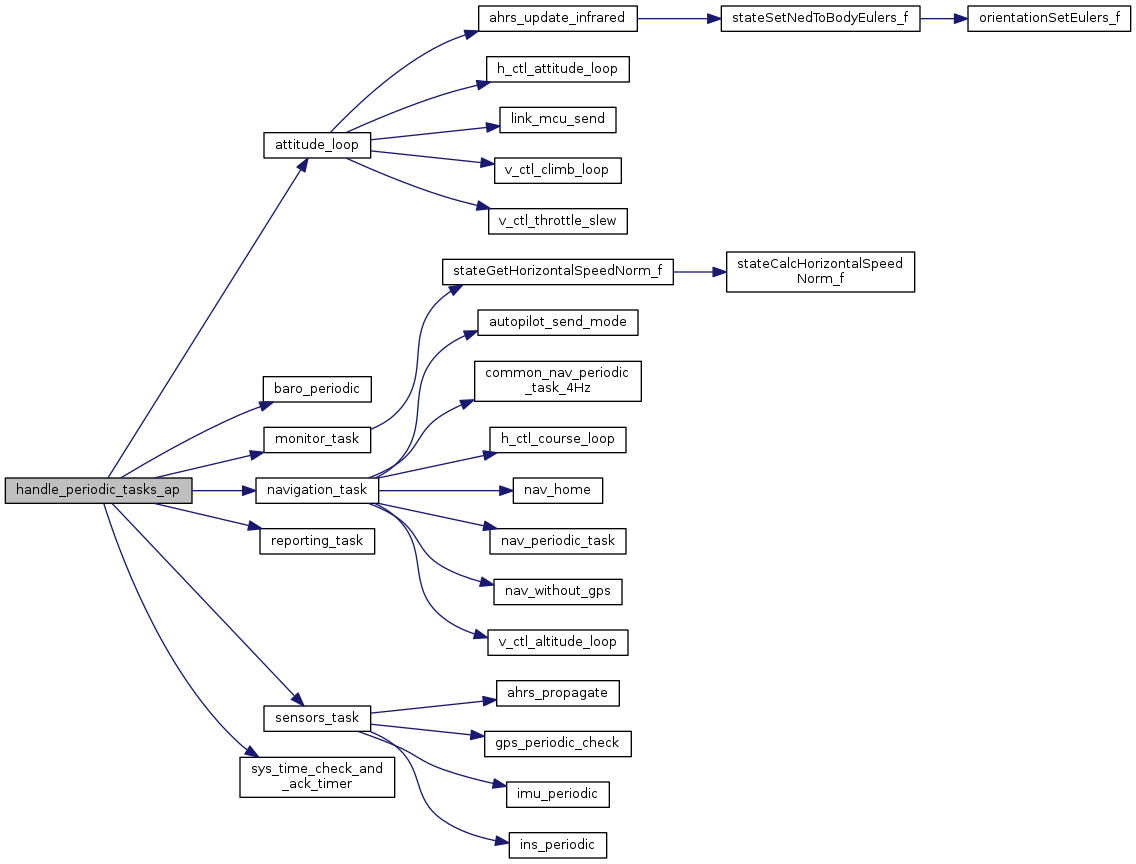 ahrs_update_infrared
stateSetNedToBodyEulers_f
orientationSetEulers_f
h_ctl_attitude_loop
link_mcu_send
attitude_loop
v_ctl_climb_loop
v_ctl_throttle_slew
stateGetHorizontalSpeedNorm_f
stateCalcHorizontalSpeed
Norm_f
autopilot_send_mode
common_nav_periodic
_task_4Hz
baro_periodic
monitor_task
h_ctl_course_loop
handle_periodic_tasks_ap
navigation_task
nav_home
reporting_task
nav_periodic_task
nav_without_gps
v_ctl_altitude_loop
ahrs_propagate
sensors_task
gps_periodic_check
sys_time_check_and
_ack_timer
imu_periodic
ins_periodic